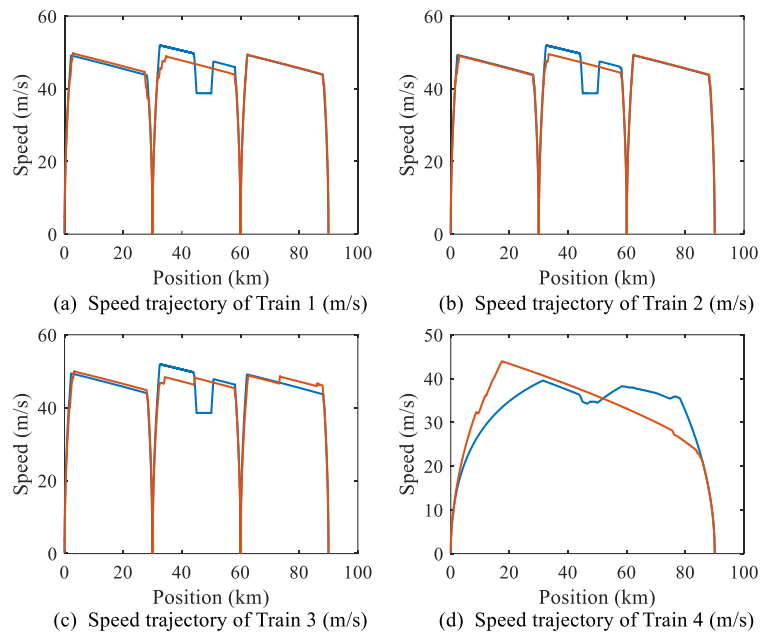 60
40
20
0
Speed (m/s)
0 20 40 60 80 100
Position (km)
(a) Speed trajectory of Train 1 (m/s)
60
40
20
0
Speed (m/s)
0 20 40 60 80 100
Position (km)
(b) Speed trajectory of Train 2 (m/s)
60
40
20
0
Speed (m/s)
0 20 40 60 80 100
Position (km)
(c) Speed trajectory of Train 3 (m/s)
50
40
30
20
10
0
Speed (m/s)
0 20 40 60 80 100
Position (km)
(d) Speed trajectory of Train 4 (m/s)